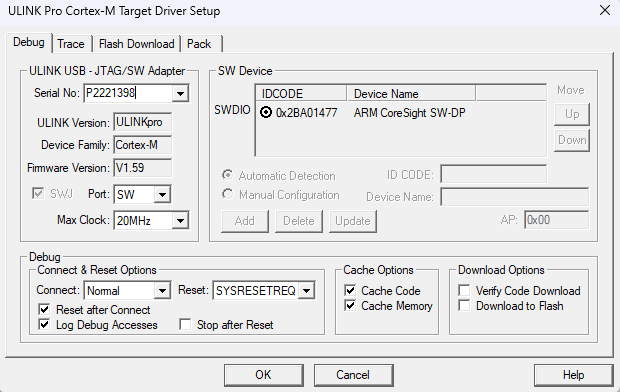 ULINK Pro Cortex-M Target Driver Setup
Debug Trace Flash Download Pack
ULINK USB - JTAG/SW Adapter
Serial No: P2221398
ULINK Version: ULINKpro
Device Family: Cortex-M
Firmware Version: V1.59
SWJ Port: SW
Max Clock: 20MHz
SW Device
IDCODE Device Name Move
SWDIO 0x2BA01477 ARM CoreSight SW-DP Up
Down
Automatic Detection ID CODE:
Manual Configuration Device Name:
Add Delete Update AP: 0x00
Debug
Connect & Reset Options
Connect: Normal Reset: SYSRESETREQ
Reset after Connect
Log Debug Accesses Stop after Reset
Cache Options
Cache Code
Cache Memory
Download Options
Verify Code Download
Download to Flash
OK Cancel Help